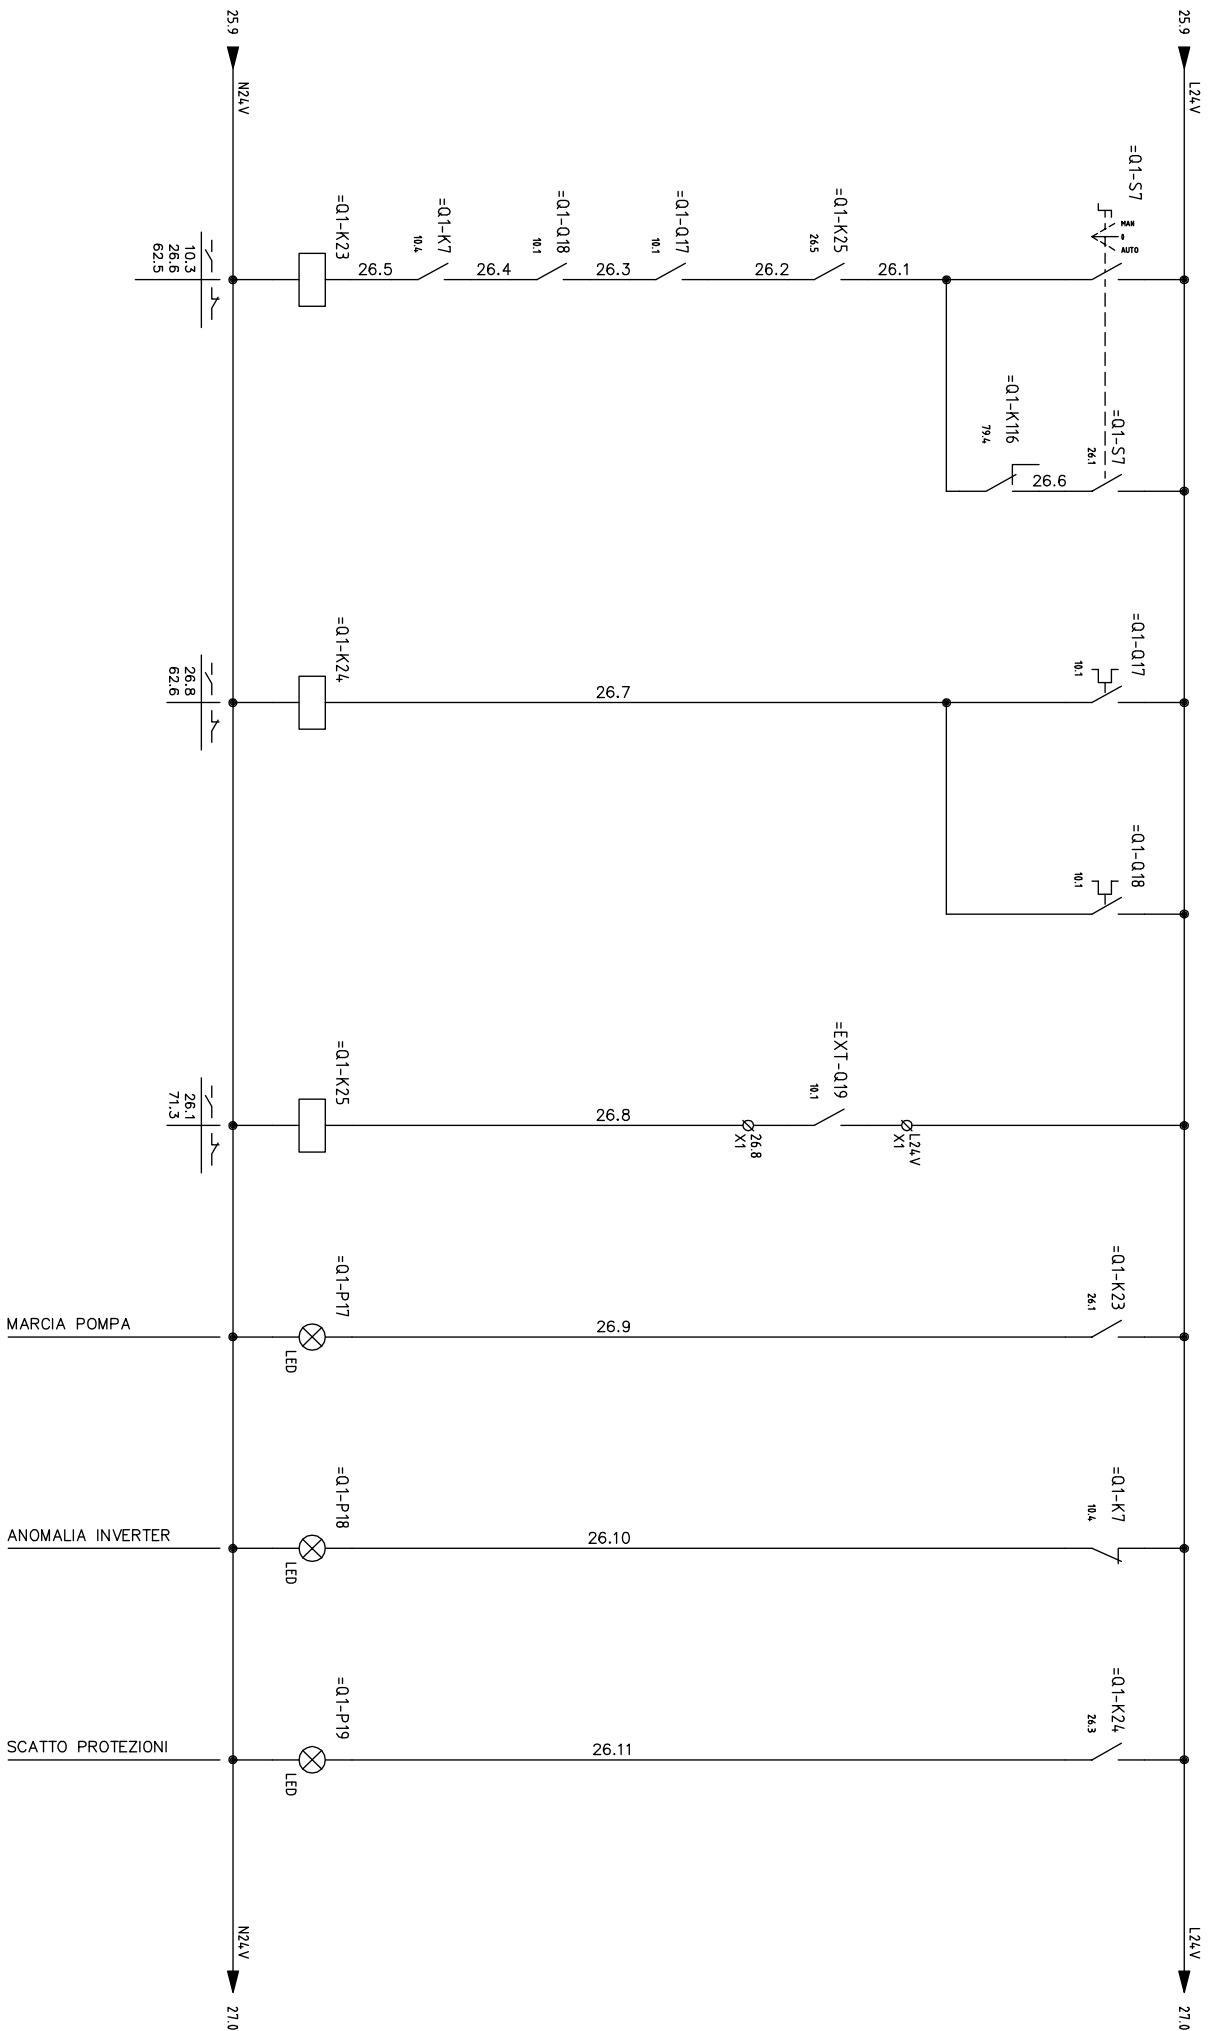 25.9
L24V
=Q1-S7
MAN
0
AUTO
=Q1-S7
26.1
26.6
=Q1-K116
79.4
26.1
=Q1-K25
26.5
26.2
=Q1-Q17
10.1
26.3
=Q1-Q18
10.1
26.4
=Q1-K7
10.4
26.5
=Q1-K23
25.9
N24V
10.3
26.6
62.5
=Q1-Q17
10.1
=Q1-Q18
10.1
26.7
=Q1-K24
26.8
62.6
L24V
X1
=EXT-Q19
10.1
26.8
X1
26.8
=Q1-K25
26.1
71.3
=Q1-K23
26.1
26.9
=Q1-P17
LED
MARCIA POMPA
=Q1-K7
10.4
26.10
=Q1-P18
LED
ANOMALIA INVERTER
=Q1-K24
26.3
26.11
=Q1-P19
LED
SCATTO PROTEZIONI
L24V
27.0
N24V
27.0